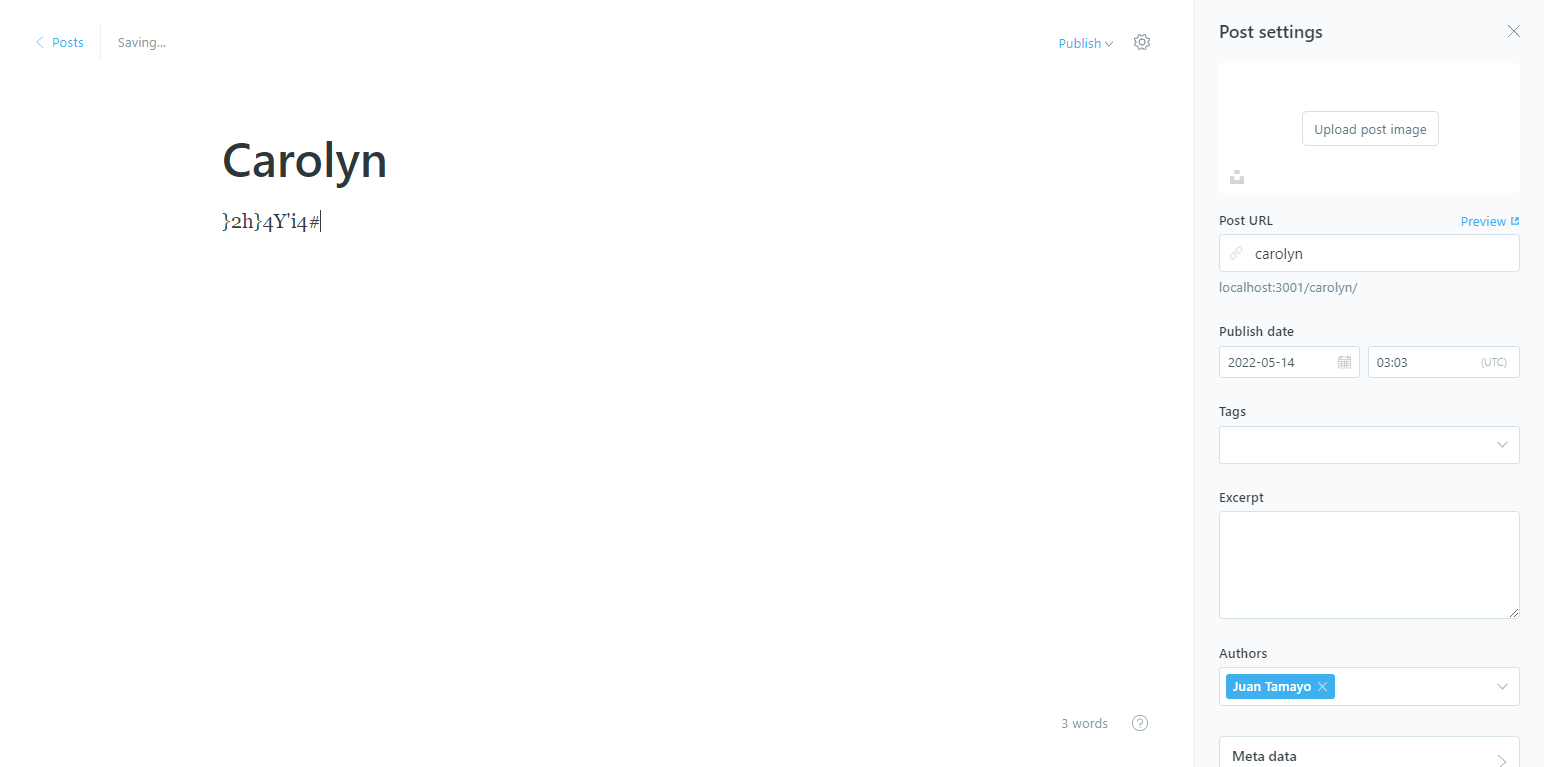 Posts
Saving...
Publish
Post settings
Upload post image
Carolyn
}2h}4Y'i4#
Post URL
Preview
carolyn
localhost:3001/carolyn/
Publish date
2022-05-14
03:03
(UTC)
Tags
Excerpt
Authors
Juan Tamayo
3 words
Meta data